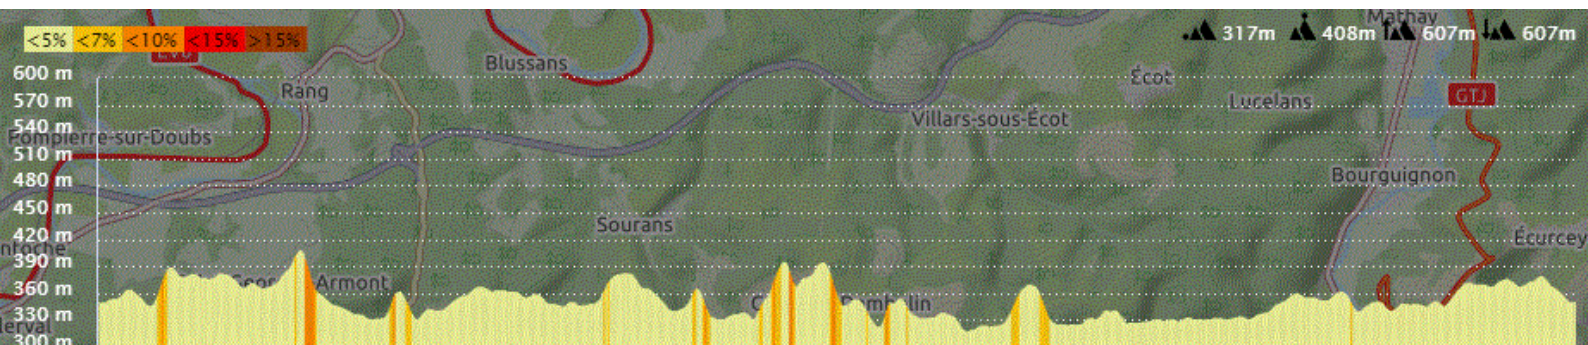 Mathay
<5% <7% <10% <15% >15%
317m 408m 607m 607m
Blussans
600 m
Écot
Rang
570 m
GTJ
Lucelans
Villars-sous-Écot
540 m
Pompierre-sur-Doubs
510 m
480 m
Bourguignon
450 m
Sourans
420 m
Écurcey
390 m
Armont
360 m
330 m
300 m